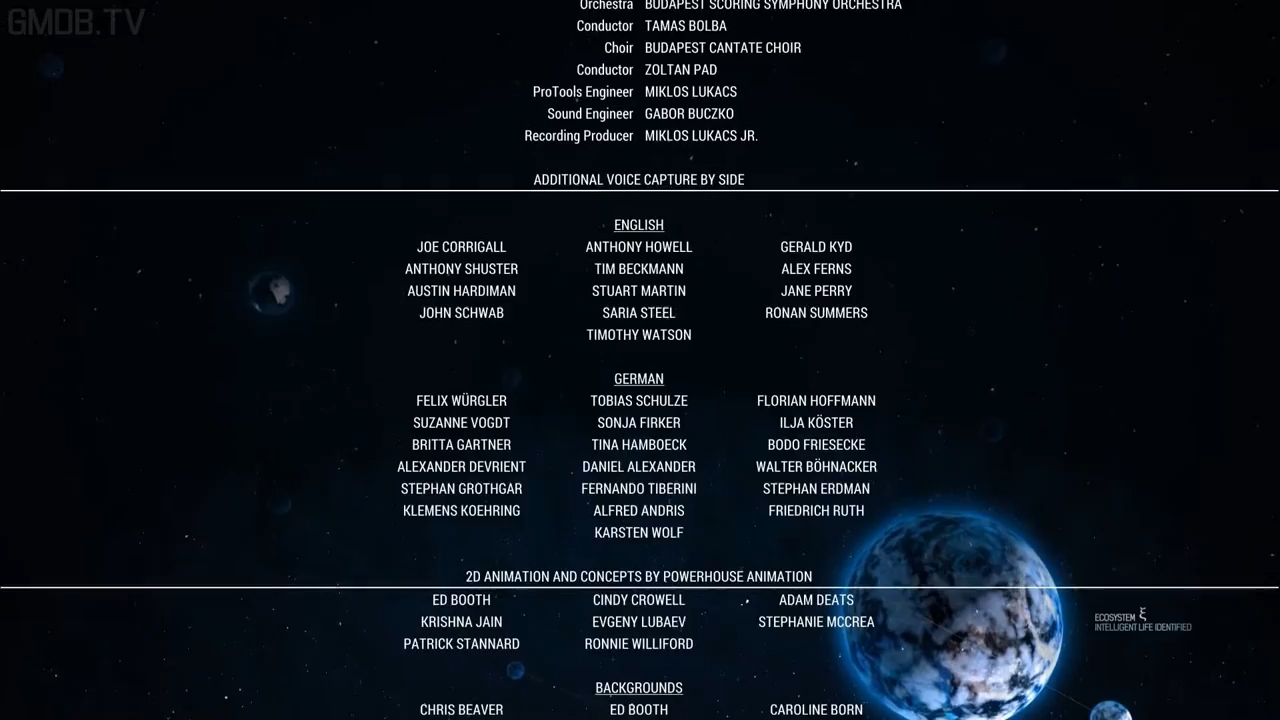 GMDB.TV
Orchestra BUDAPEST SCORING SYMPHONY ORCHESTRA
Conductor TAMAS BOLBA
Choir BUDAPEST CANTATE CHOIR
Conductor ZOLTAN PAD
ProTools Engineer MIKLOS LUKACS
Sound Engineer GABOR BUCZKO
Recording Producer MIKLOS LUKACS JR.
ADDITIONAL VOICE CAPTURE BY SIDE
ENGLISH
JOE CORRIGALL ANTHONY HOWELL GERALD KYD
ANTHONY SHUSTER TIM BECKMANN ALEX FERNS
AUSTIN HARDIMAN STUART MARTIN JANE PERRY
JOHN SCHWAB SARIA STEEL RONAN SUMMERS
TIMOTHY WATSON
GERMAN
FELIX WÜRGLER TOBIAS SCHULZE FLORIAN HOFFMANN
SUZANNE VOGDT SONJA FIRKER ILJA KÖSTER
BRITTA GARTNER TINA HAMBOECK BODO FRIESECKE
ALEXANDER DEVRIENT DANIEL ALEXANDER WALTER BÖHNACKER
STEPHAN GROTHGAR FERNANDO TIBERINI STEPHAN ERDMAN
KLEMENS KOEHRING ALFRED ANDRIS FRIEDRICH RUTH
KARSTEN WOLF
2D ANIMATION AND CONCEPTS BY POWERHOUSE ANIMATION
ED BOOTH CINDY CROWELL ADAM DEATS
KRISHNA JAIN EVGENY LUBAEV STEPHANIE MCCREA
PATRICK STANNARD RONNIE WILLIFORD
ECOSYSTEM ξ
INTELLIGENT LIFE IDENTIFIED
BACKGROUNDS
CHRIS BEAVER ED BOOTH CAROLINE BORN